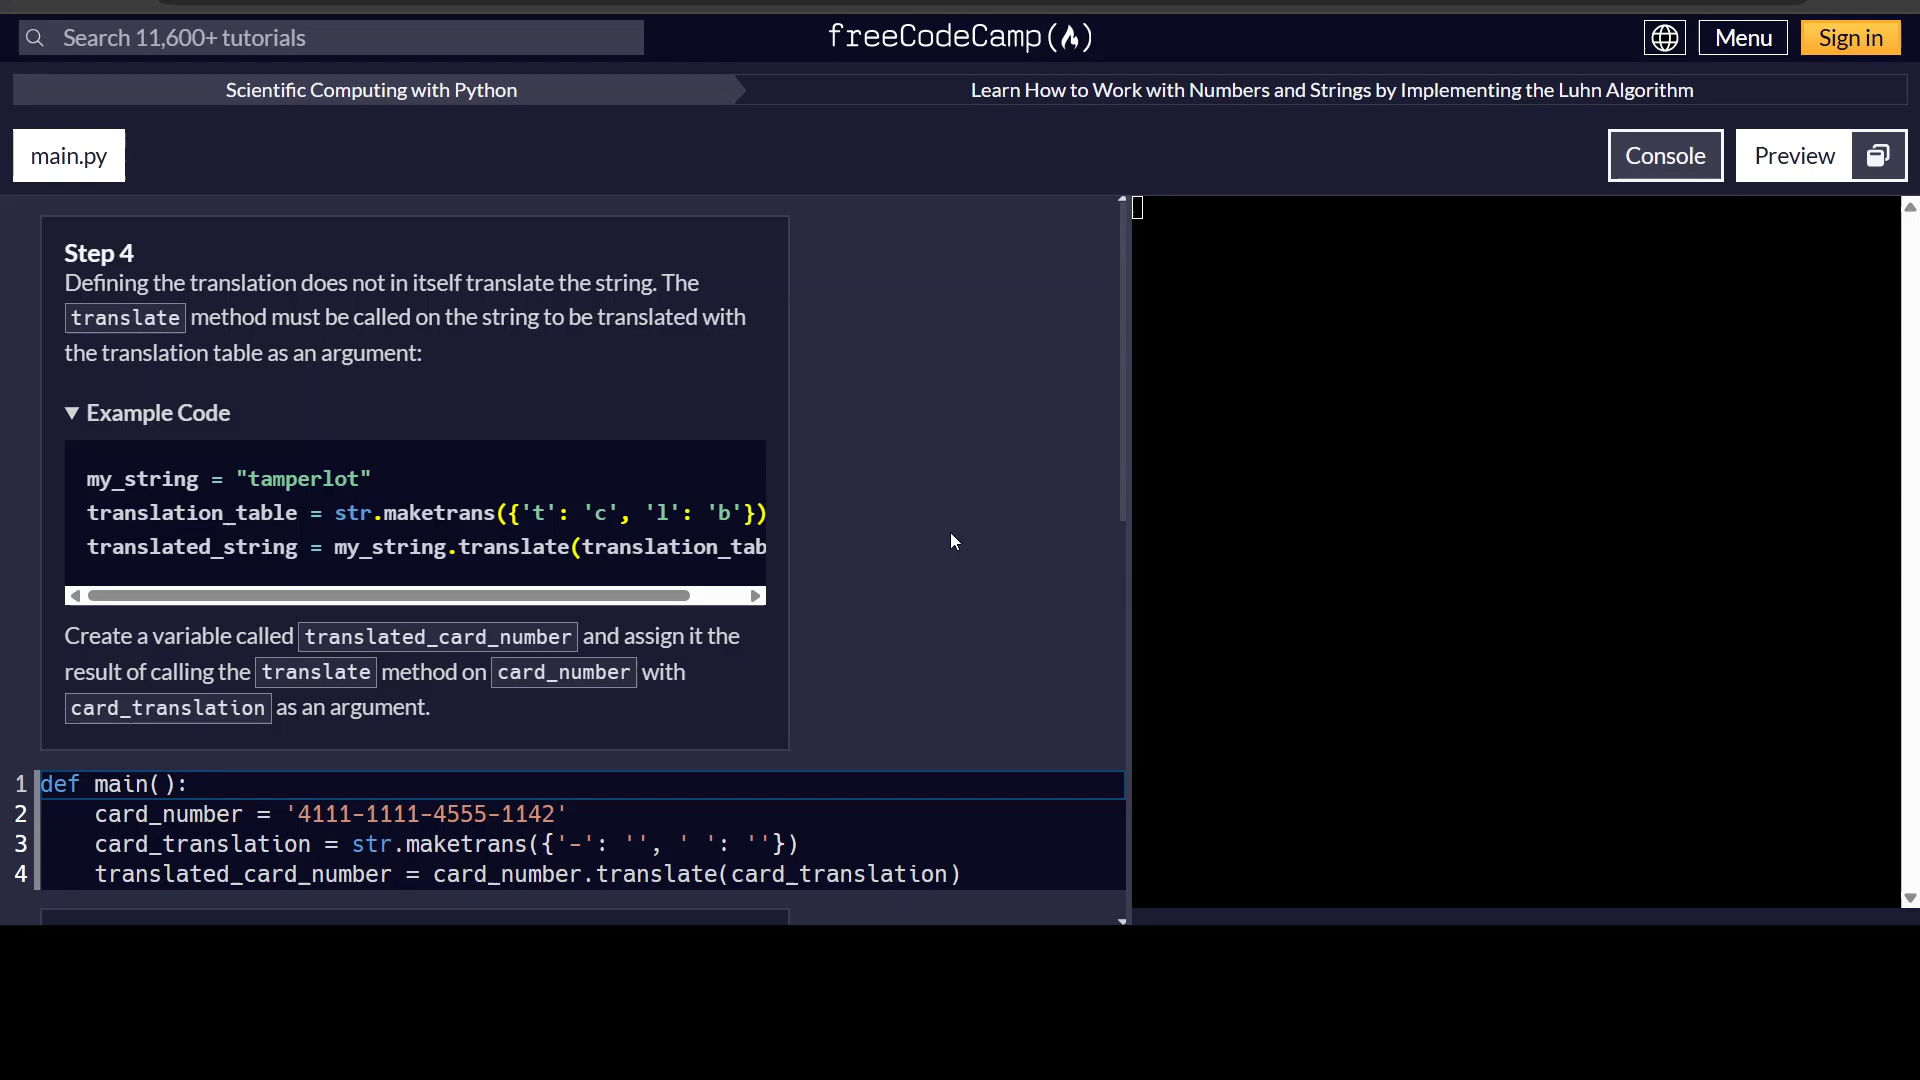 Search 11,600+ tutorials
freeCodeCamp(🔥)
Menu
Sign in
Scientific Computing with Python
Learn How to Work with Numbers and Strings by Implementing the Luhn Algorithm
main.py
Console
Preview
Step 4
Defining the translation does not in itself translate the string. The
translate method must be called on the string to be translated with
the translation table as an argument:
▼ Example Code
my_string = "tamperlot"
translation_table = str.maketrans({'t': 'c', 'l': 'b'})
translated_string = my_string.translate(translation_tab
Create a variable called translated_card_number and assign it the
result of calling the translate method on card_number with
card_translation as an argument.
1 def main():
2     card_number = '4111-1111-4555-1142'
3     card_translation = str.maketrans({'-': '', ' ': ''})
4     translated_card_number = card_number.translate(card_translation)